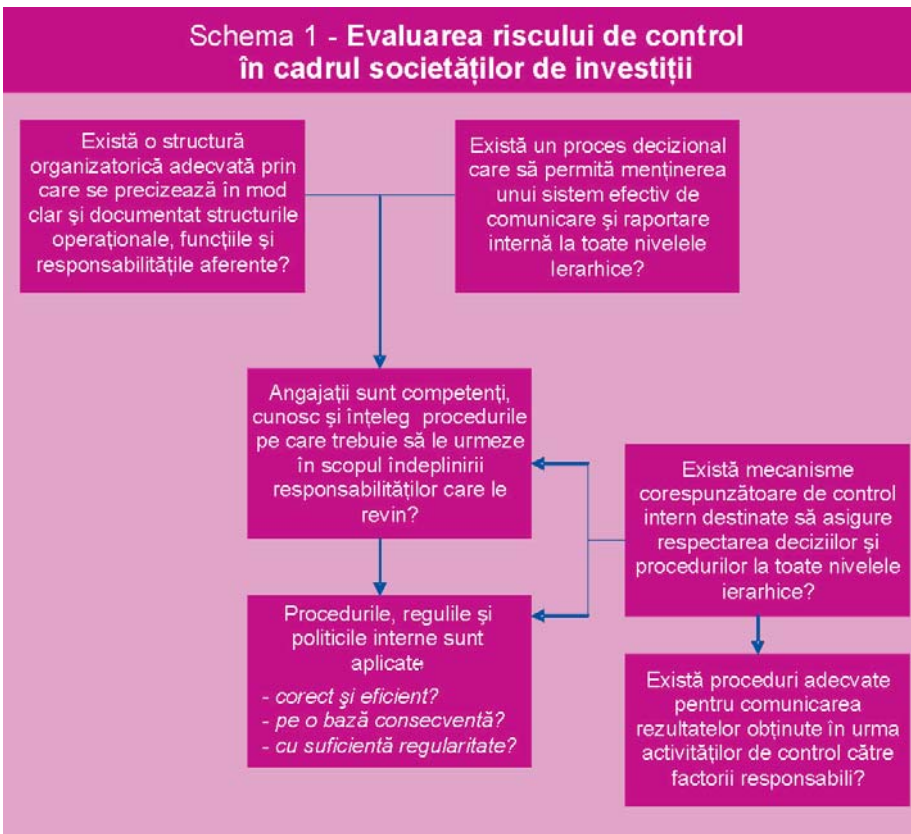 Schema 1 - Evaluarea riscului de control
în cadrul societăților de investiții
Există o structură
organizatorică adecvată prin
care se precizează în mod
clar și documentat structurile
operaționale, funcțiile și
responsabilitățile aferente?
Există un proces decizional
care să permită menținerea
unui sistem efectiv de
comunicare și raportare
internă la toate nivelele
Ierarhice?
Angajații sunt competenți,
cunosc și înțeleg procedurile
pe care trebuie să le urmeze
în scopul îndeplinirii
responsabilităților care le
revin?
Există mecanisme
corespunzătoare de control
intern destinate să asigure
respectarea deciziilor și
procedurilor la toate nivelele
ierarhice?
Procedurile, regulile și
politicile interne sunt
aplicate
- corect și eficient?
- pe o bază consecventă?
- cu suficientă regularitate?
Există proceduri adecvate
pentru comunicarea
rezultatelor obținute în urma
activităților de control către
factorii responsabili?